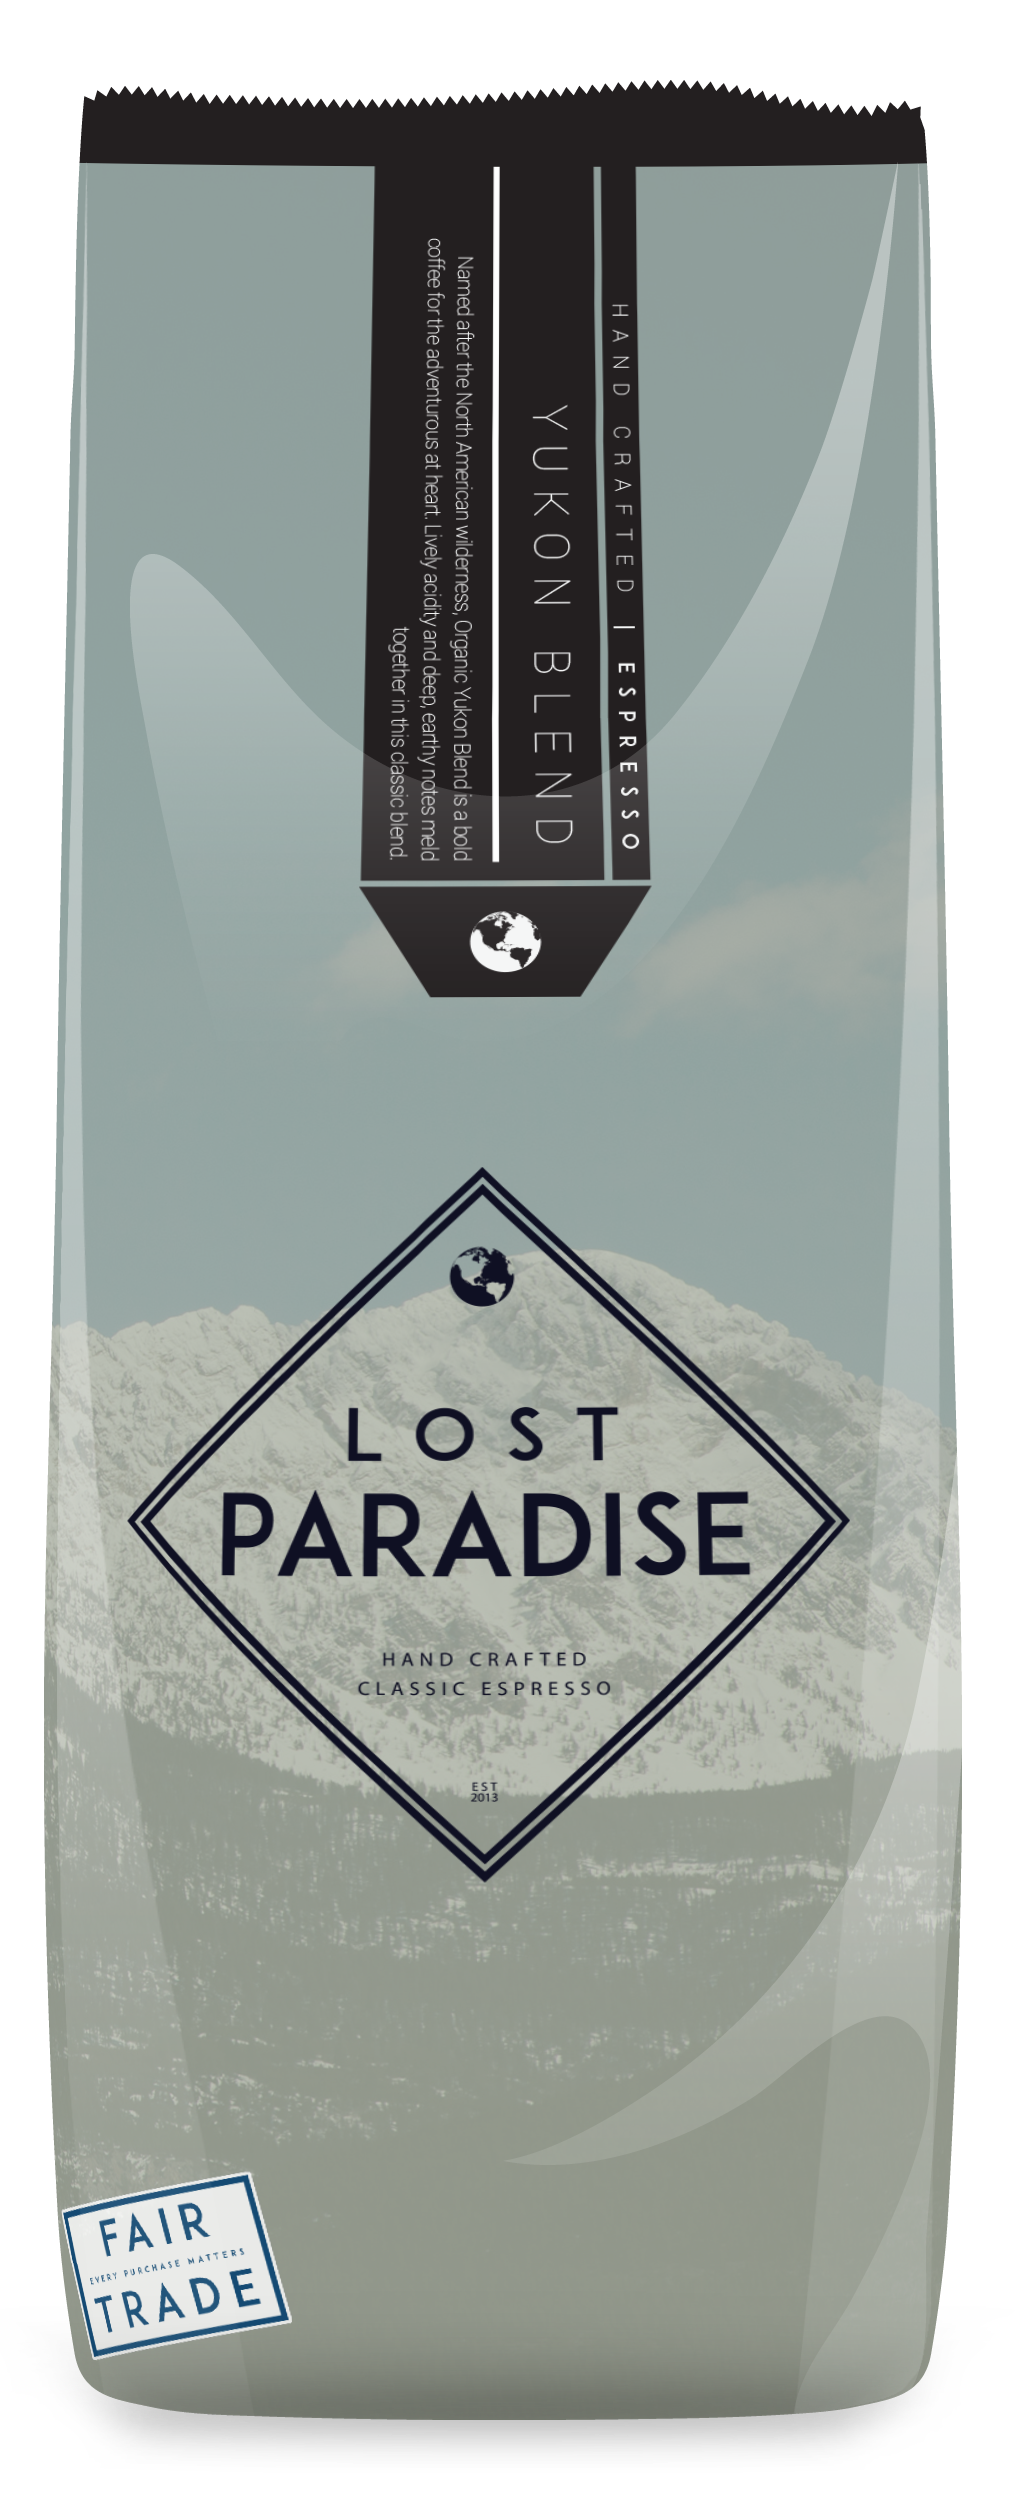 HAND CRAFTED | ESPRESSO
YUKON BLEND
Named after the North American wilderness, Organic Yukon Blend is a bold
coffee for the adventurous at heart. Lively acidity and deep, earthy notes meld
together in this classic blend.
LOST
PARADISE
HAND CRAFTED
CLASSIC ESPRESSO
EST
2013
FAIR
EVERY PURCHASE MATTERS
TRADE